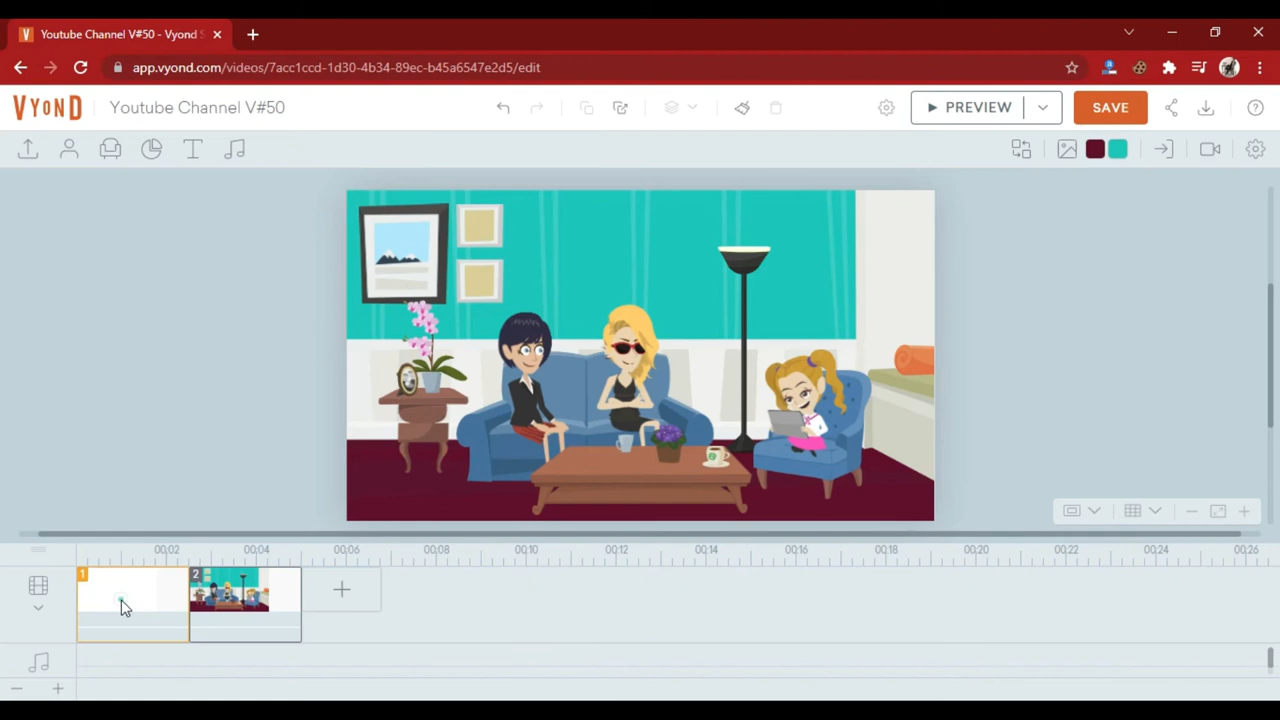 Youtube Channel V#50 - Vyond S
app.vyond.com/videos/7acc1ccd-1d30-4b34-89ec-b45a6547e2d5/edit
VYOND
Youtube Channel V#50
PREVIEW
SAVE
00:02 00:04 00:06 00:08 00:10 00:12 00:14 00:16 00:18 00:20 00:22 00:24 00:26
1 2